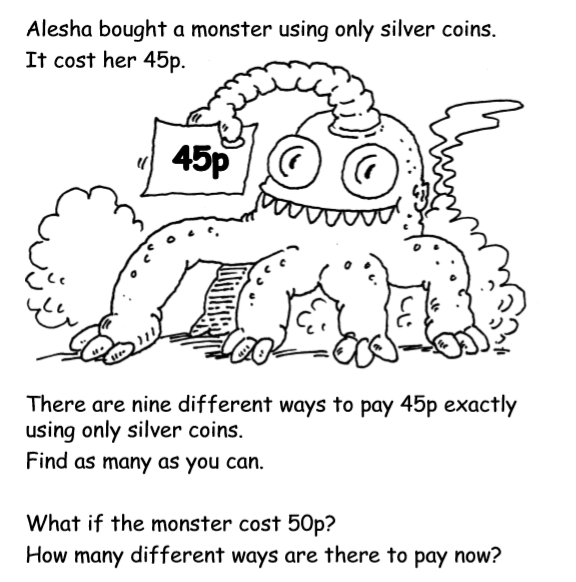 Alesha bought a monster using only silver coins.
It cost her 45p.
45p
There are nine different ways to pay 45p exactly
using only silver coins.
Find as many as you can.
What if the monster cost 50p?
How many different ways are there to pay now?